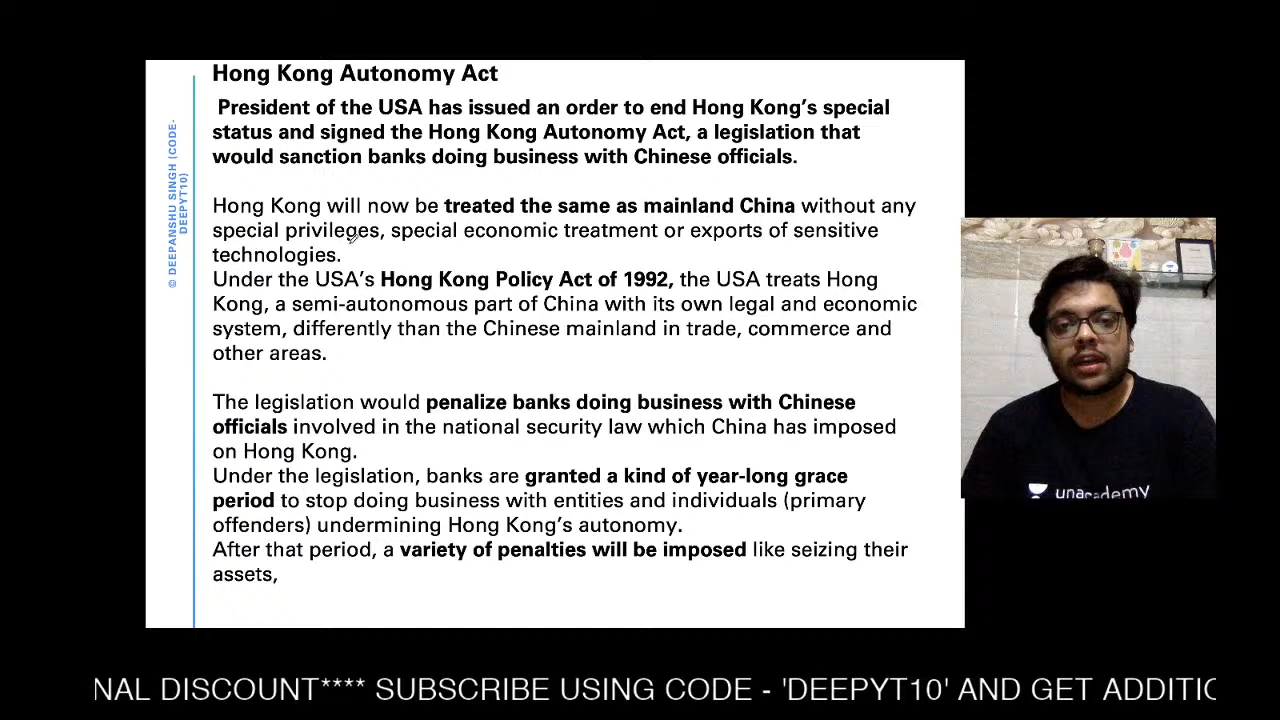 Hong Kong Autonomy Act
President of the USA has issued an order to end Hong Kong's special
status and signed the Hong Kong Autonomy Act, a legislation that
would sanction banks doing business with Chinese officials.
Hong Kong will now be treated the same as mainland China without any
special privileges, special economic treatment or exports of sensitive
technologies.
Under the USA's Hong Kong Policy Act of 1992, the USA treats Hong
Kong, a semi-autonomous part of China with its own legal and economic
system, differently than the Chinese mainland in trade, commerce and
other areas.
The legislation would penalize banks doing business with Chinese
officials involved in the national security law which China has imposed
on Hong Kong.
Under the legislation, banks are granted a kind of year-long grace
period to stop doing business with entities and individuals (primary
offenders) undermining Hong Kong's autonomy.
After that period, a variety of penalties will be imposed like seizing their
assets,
© DEEPANSHU SINGH (CODE-
DEEPYT10)
unacademy
NAL DISCOUNT**** SUBSCRIBE USING CODE - 'DEEPYT10' AND GET ADDITIO